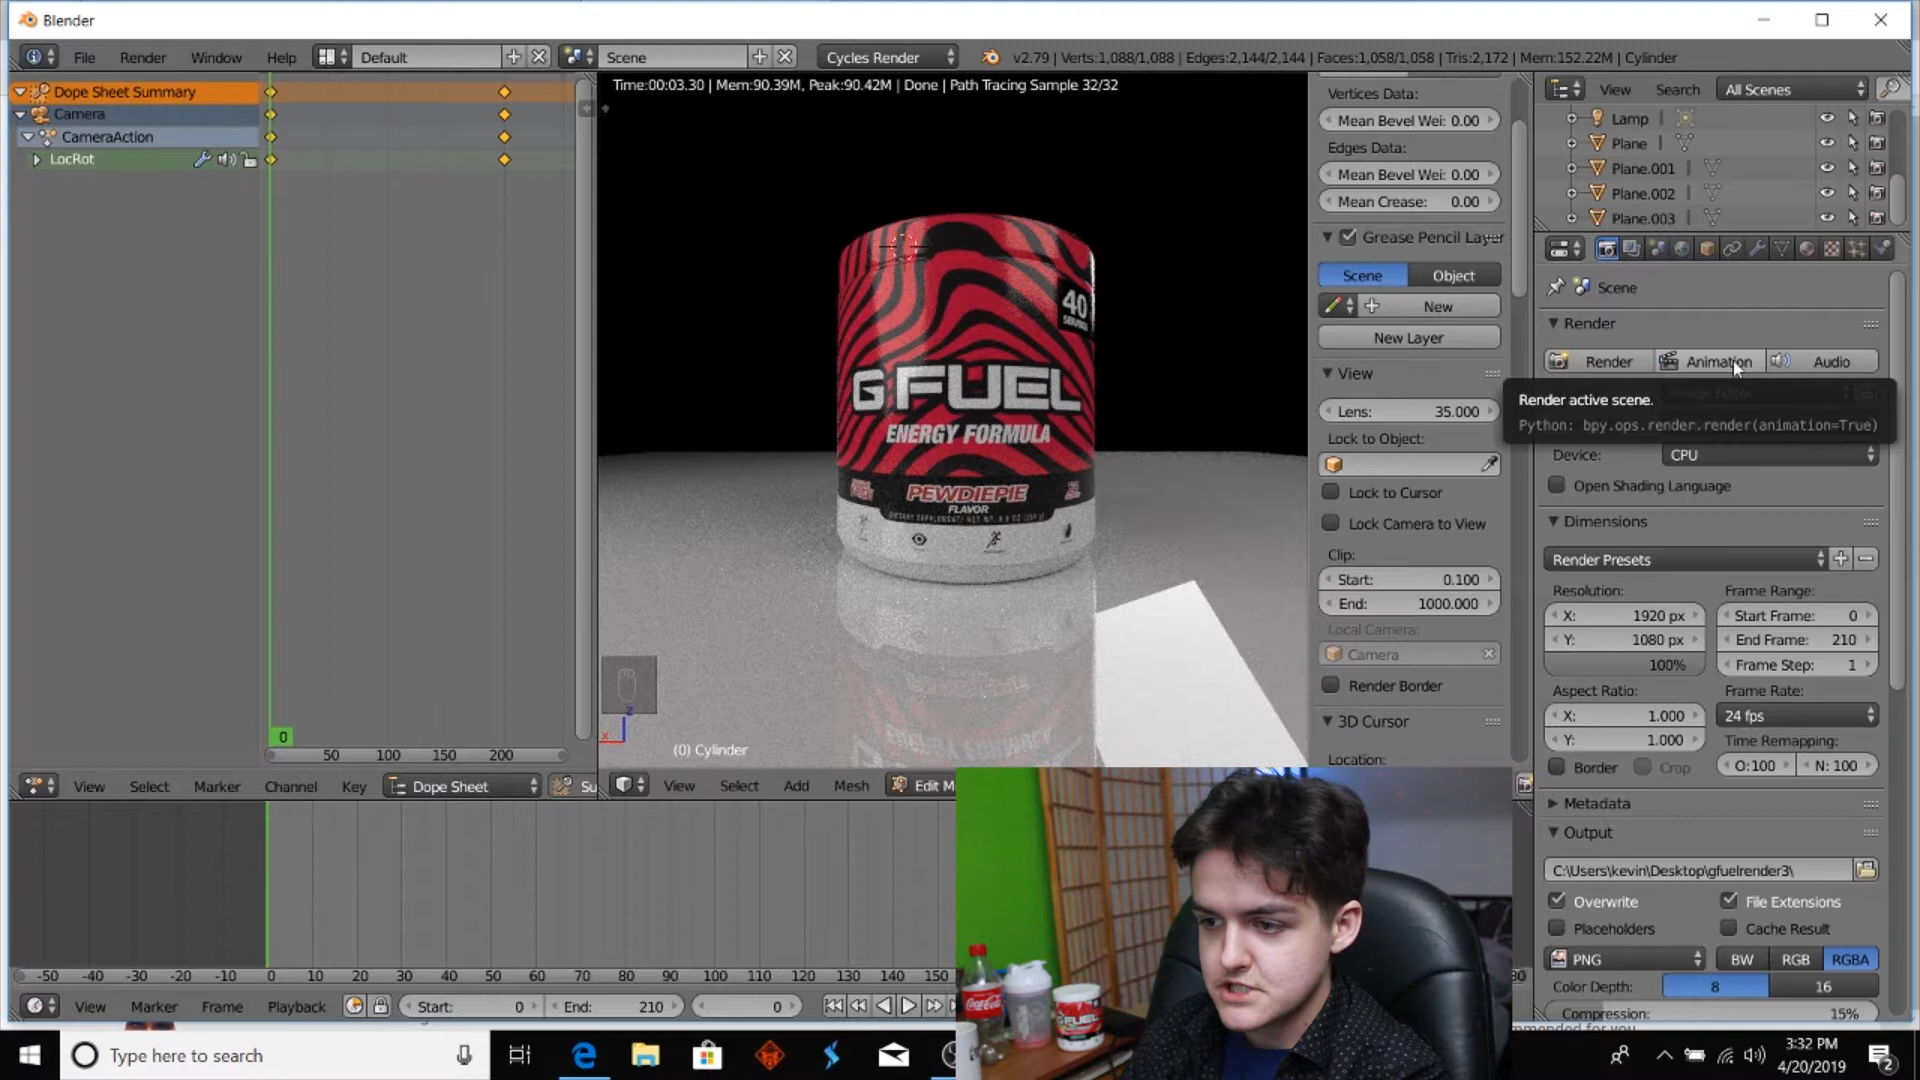 Blender
File Render Window Help Default Scene Cycles Render v2.79 | Verts:1,088/1,088 | Edges:2,144/2,144 | Faces:1,058/1,058 | Tris:2,172 | Mem:152.22M | Cylinder
Dope Sheet Summary
Camera
CameraAction
LocRot
0
50 100 150 200
View Select Marker Channel Key Dope Sheet Su
Time:00:03.30 | Mem:90.39M, Peak:90.42M | Done | Path Tracing Sample 32/32
40
G FUEL
ENERGY FORMULA
PEWDIEPIE
FLAVOR
z
x
(0) Cylinder
View Select Add Mesh Edit M
Vertices Data:
Mean Bevel Wei: 0.00
Edges Data:
Mean Bevel Wei: 0.00
Mean Crease: 0.00
Grease Pencil Layer
Scene Object
New
New Layer
View
Lens: 35.000
Lock to Object:
Lock to Cursor
Lock Camera to View
Clip:
Start: 0.100
End: 1000.000
Local Camera:
Camera
Render Border
3D Cursor
Location:
View Search All Scenes
Lamp
Plane
Plane.001
Plane.002
Plane.003
Scene
Render
Render Animation Audio
Render active scene.
Python: bpy.ops.render.render(animation=True)
Device: CPU
Open Shading Language
Dimensions
Render Presets
Resolution: Frame Range:
X: 1920 px Start Frame: 0
Y: 1080 px End Frame: 210
100% Frame Step: 1
Aspect Ratio: Frame Rate:
X: 1.000 24 fps
Y: 1.000 Time Remapping:
Border Crop O:100 N: 100
Metadata
Output
C:\Users\kevin\Desktop\gfuelrender3\
Overwrite File Extensions
Placeholders Cache Result
PNG BW RGB RGBA
Color Depth: 8 16
Compression: 15%
-50 -40 -30 -20 -10 0 10 20 30 40 50 60 70 80 90 100 110 120 130 140 150
View Marker Frame Playback Start: 0 End: 210 0
Coca-Cola
G FUEL
Type here to search
3:32 PM
4/20/2019
2